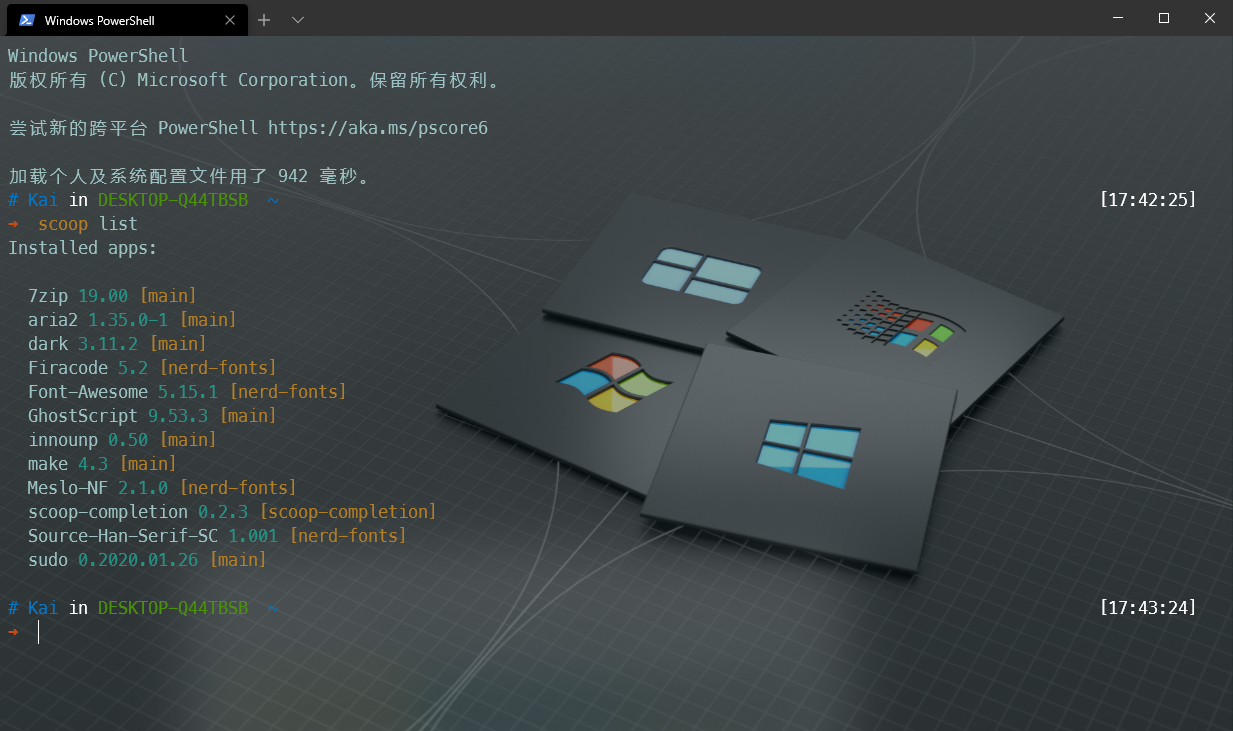 Windows PowerShell
Windows PowerShell
版权所有 (C) Microsoft Corporation。保留所有权利。
尝试新的跨平台 PowerShell https://aka.ms/pscore6
加载个人及系统配置文件用了 942 毫秒。
# Kai in DESKTOP-Q44TBSB ~ [17:42:25]
➜ scoop list
Installed apps:
7zip 19.00 [main]
aria2 1.35.0-1 [main]
dark 3.11.2 [main]
Firacode 5.2 [nerd-fonts]
Font-Awesome 5.15.1 [nerd-fonts]
GhostScript 9.53.3 [main]
innounp 0.50 [main]
make 4.3 [main]
Meslo-NF 2.1.0 [nerd-fonts]
scoop-completion 0.2.3 [scoop-completion]
Source-Han-Serif-SC 1.001 [nerd-fonts]
sudo 0.2020.01.26 [main]
# Kai in DESKTOP-Q44TBSB ~ [17:43:24]
➜